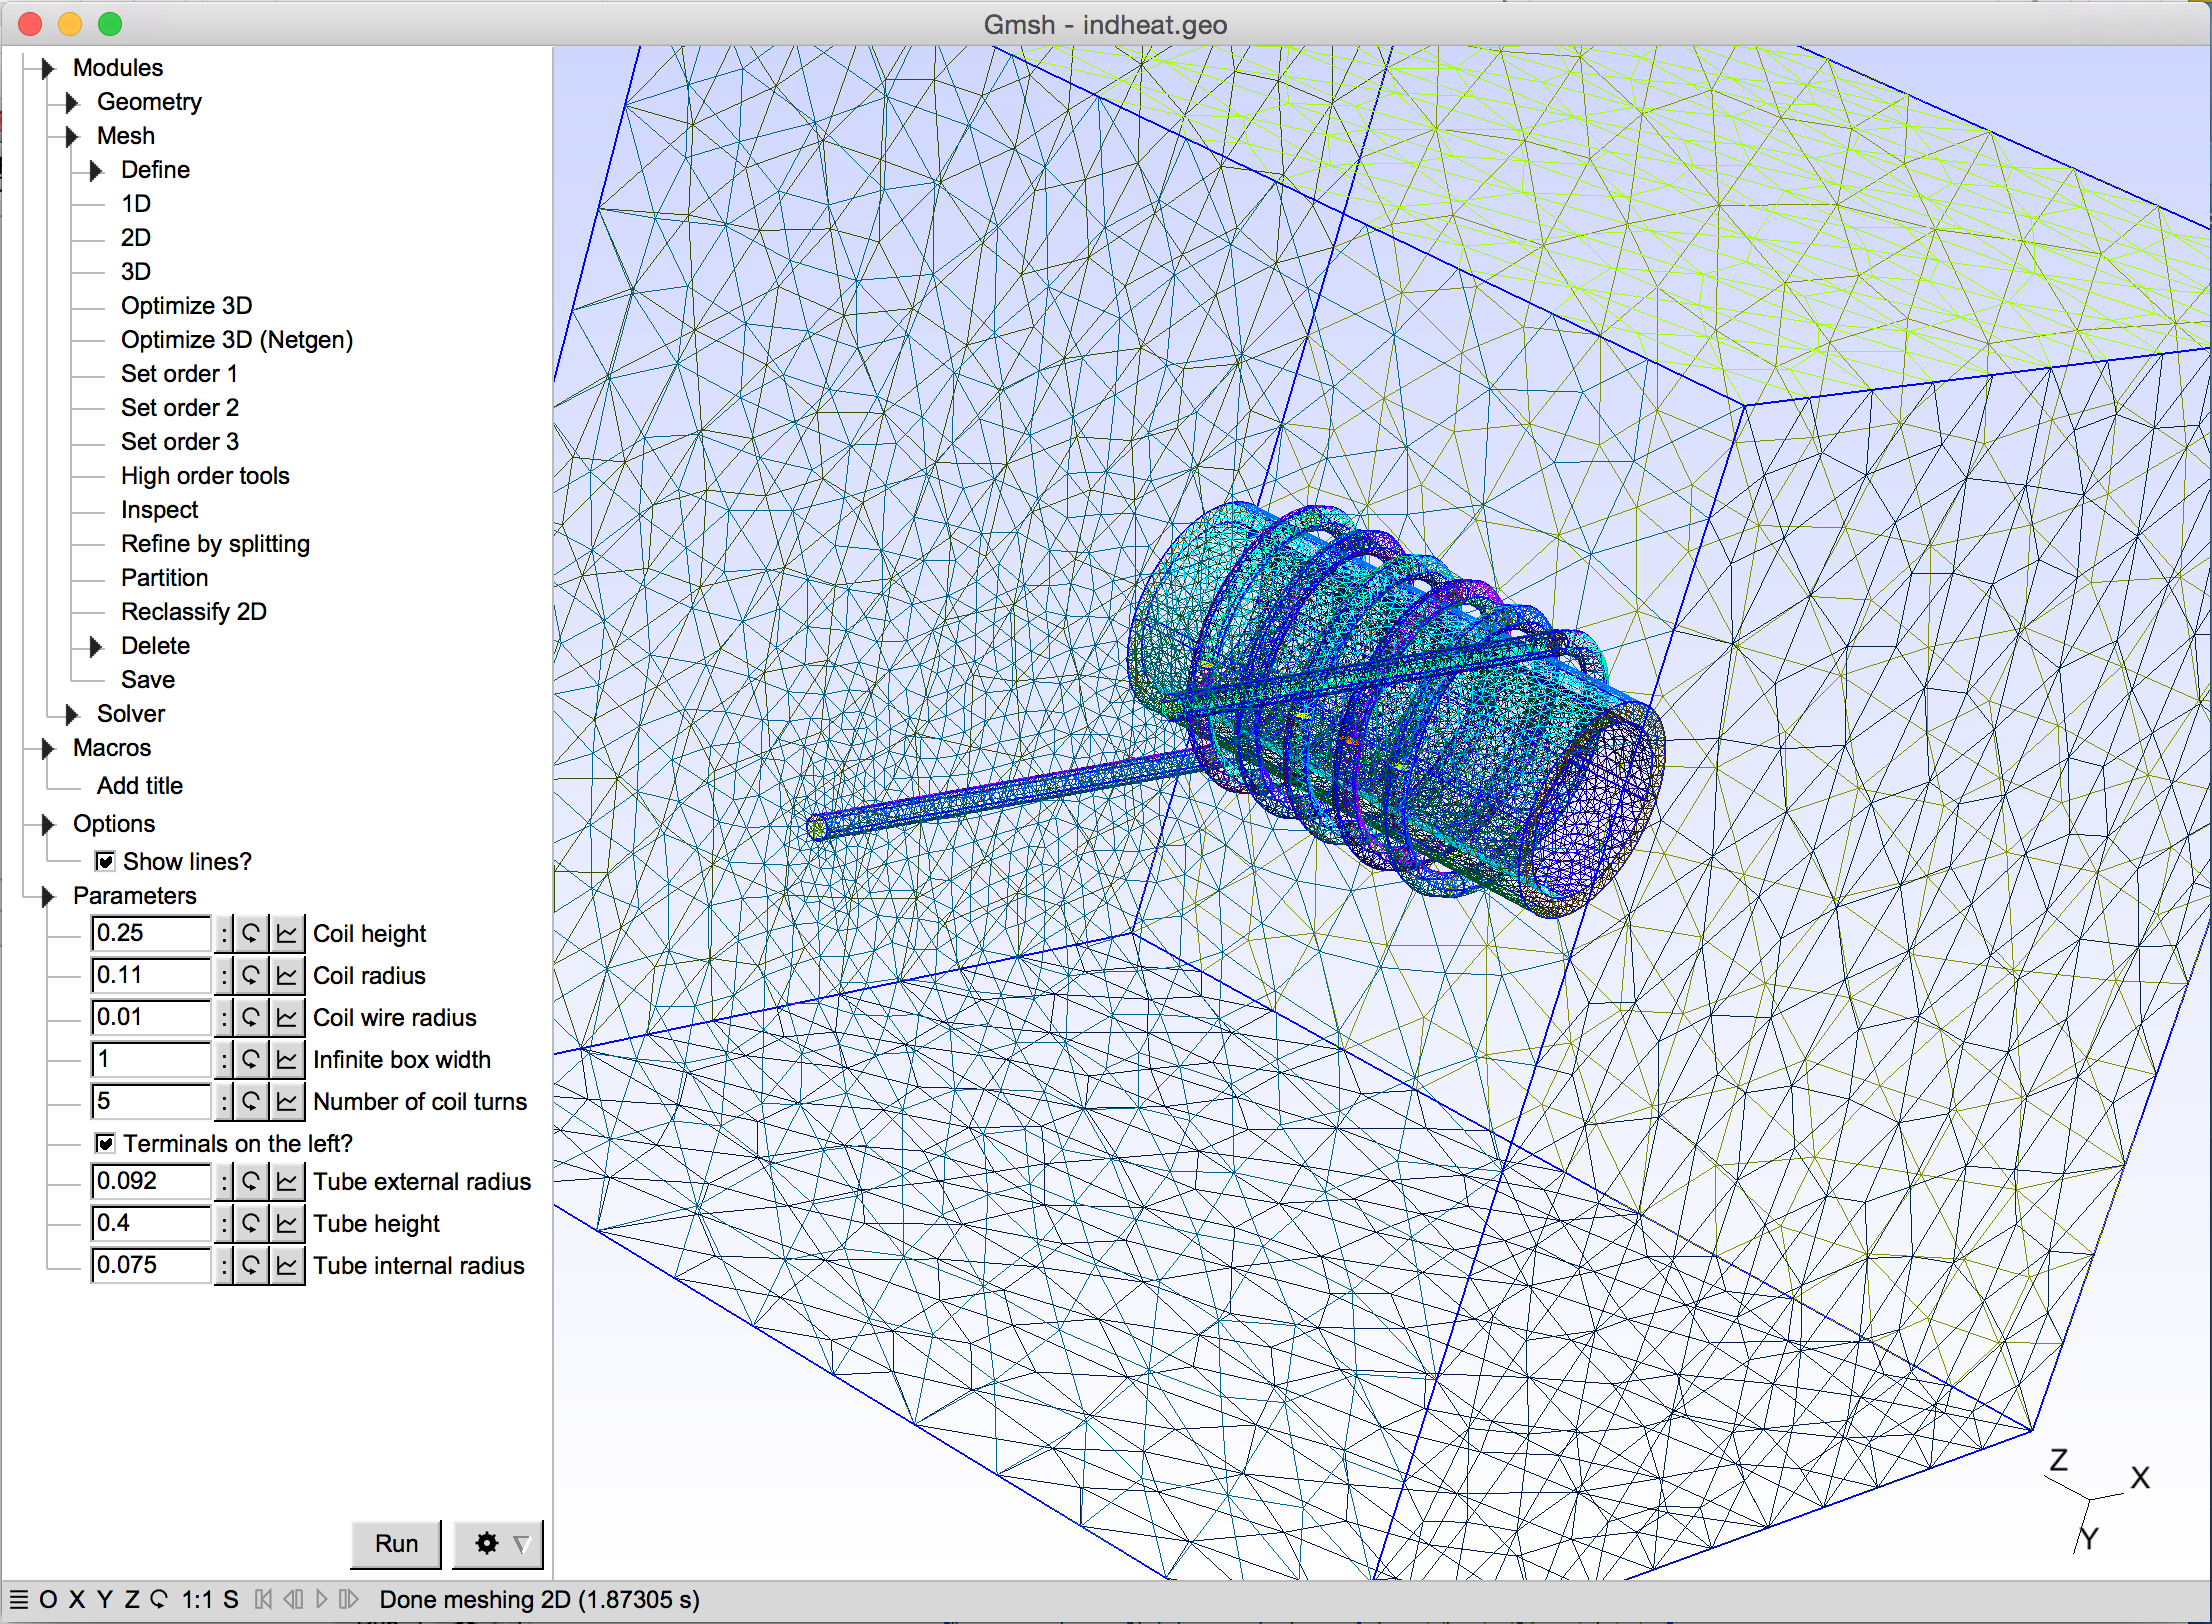 Gmsh - indheat.geo
Modules
Geometry
Mesh
Define
1D
2D
3D
Optimize 3D
Optimize 3D (Netgen)
Set order 1
Set order 2
Set order 3
High order tools
Inspect
Refine by splitting
Partition
Reclassify 2D
Delete
Save
Solver
Macros
Add title
Options
Show lines?
Parameters
0.25 : Coil height
0.11 : Coil radius
0.01 : Coil wire radius
1 : Infinite box width
5 : Number of coil turns
Terminals on the left?
0.092 : Tube external radius
0.4 : Tube height
0.075 : Tube internal radius
Run
Z
X
Y
O X Y Z 1:1 S Done meshing 2D (1.87305 s)